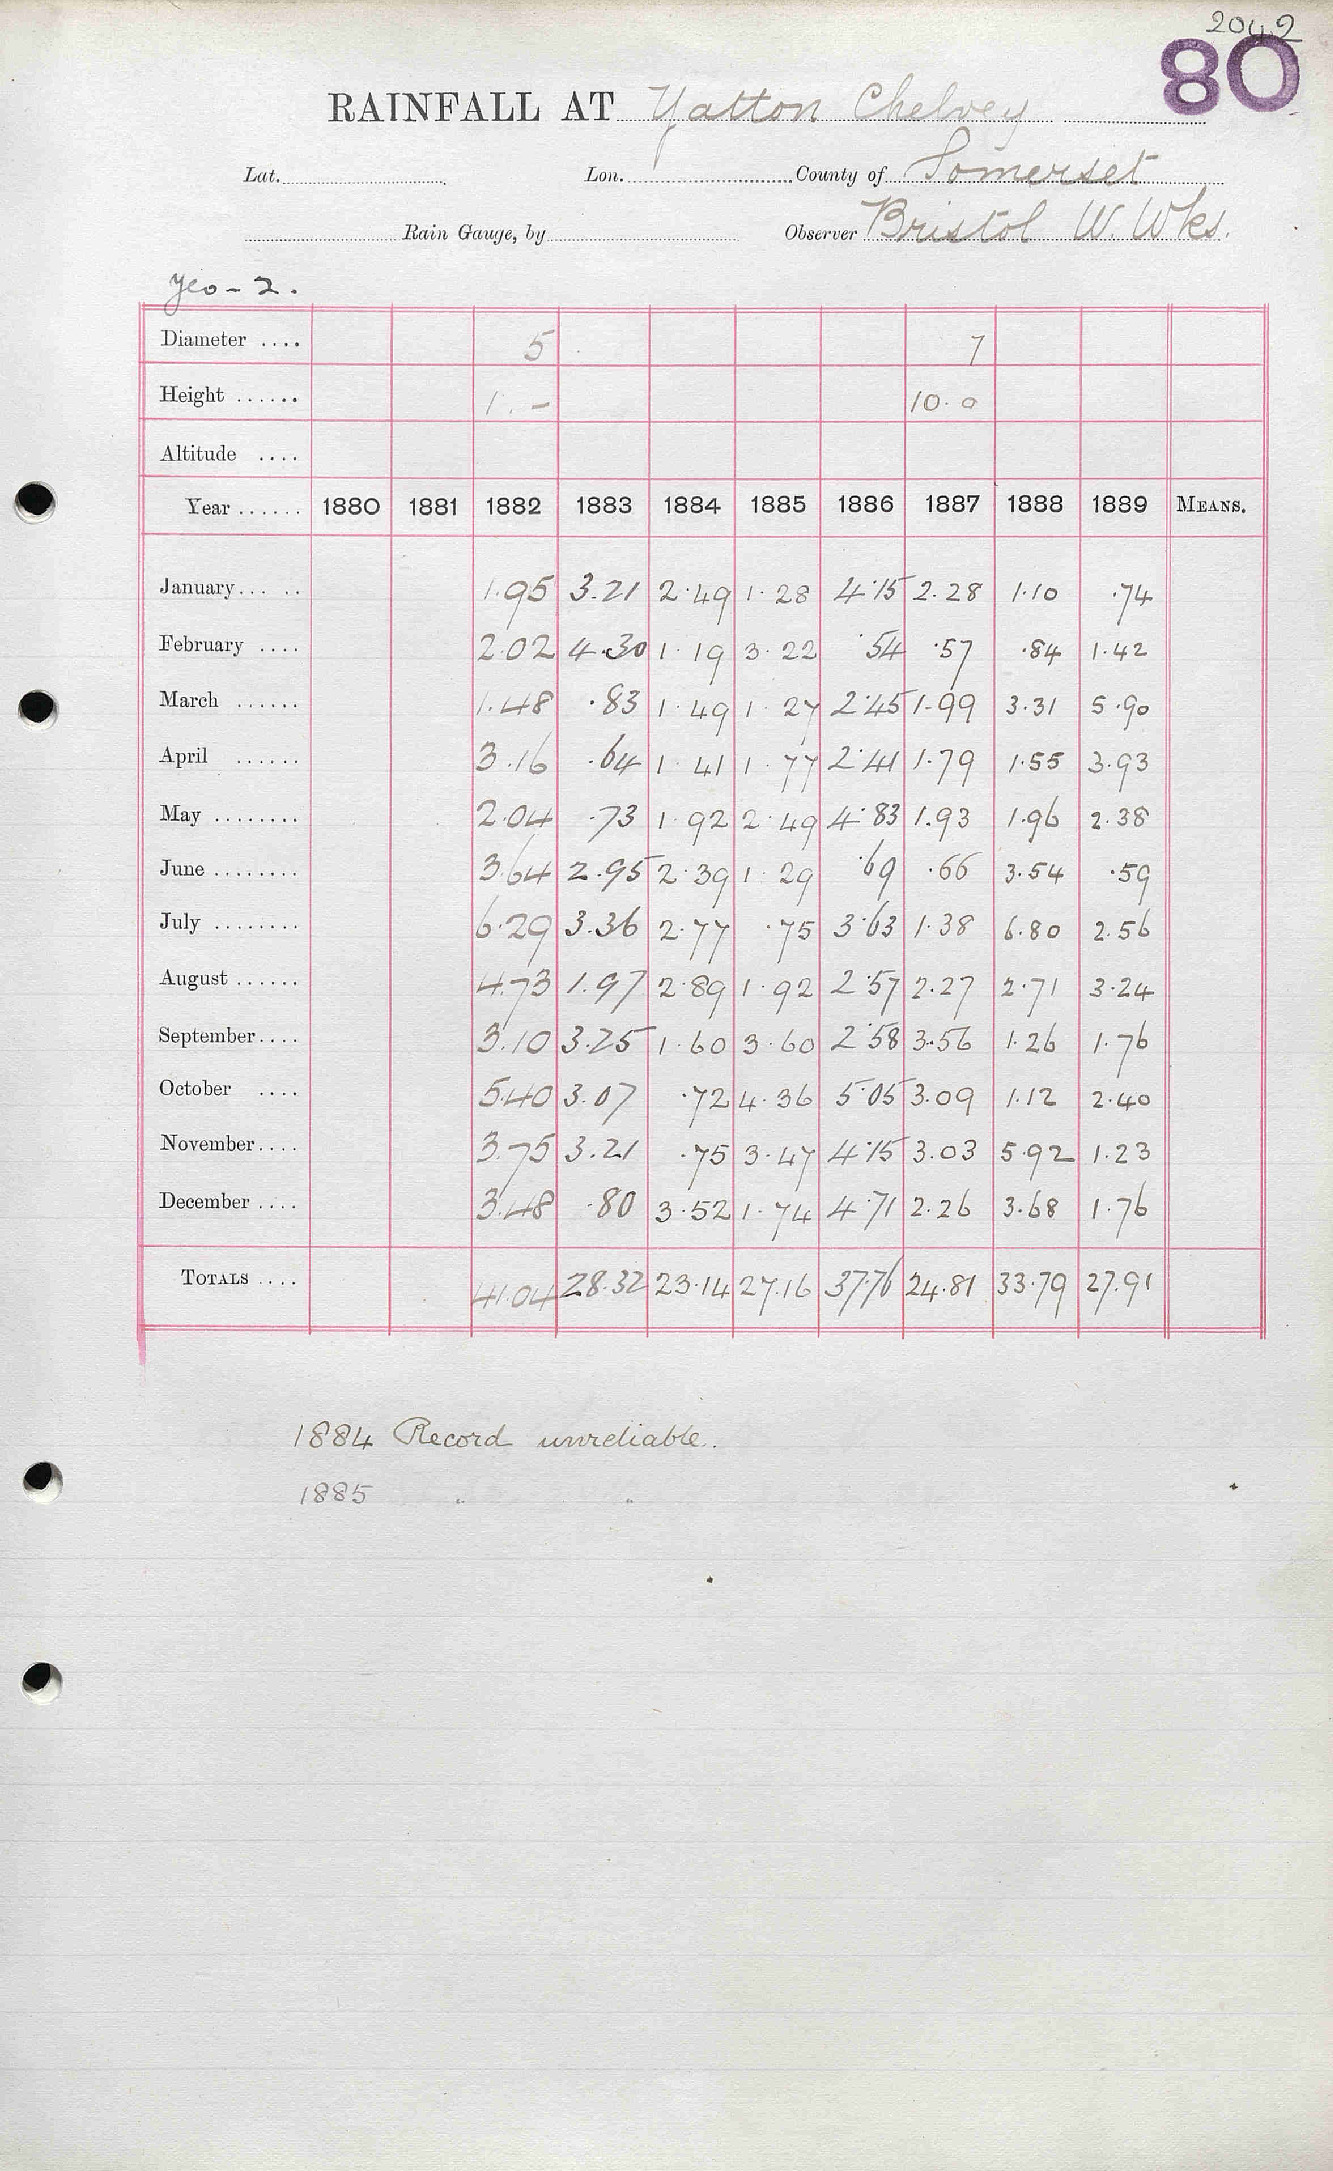 2042
80
RAINFALL AT Yatton Chelvey
Lat. Lon. County of Somerset
Rain Gauge, by Observer Bristol W. Wks.
Yeo - 2.
Diameter .... 5 7
Height ...... 1. - 10. 0
Altitude ....
Year ...... 1880 1881 1882 1883 1884 1885 1886 1887 1888 1889 MEANS.
January... .. 1.95 3.21 2.49 1.28 4.15 2.28 1.10 .74
February .... 2.02 4.30 1.19 3.22 .54 .57 .84 1.42
March ...... 1.48 .83 1.49 1.27 2.45 1.99 3.31 5.90
April ...... 3.16 .64 1.41 1.77 2.41 1.79 1.55 3.93
May ........ 2.04 .73 1.92 2.49 4.83 1.93 1.96 2.38
June ........ 3.64 2.95 2.39 1.29 .69 .66 3.54 .59
July ........ 6.29 3.36 2.77 .75 3.63 1.38 6.80 2.56
August ...... 4.73 1.97 2.89 1.92 2.57 2.27 2.71 3.24
September.... 3.10 3.25 1.60 3.60 2.58 3.56 1.26 1.76
October .... 5.40 3.07 .72 4.36 5.05 3.09 1.12 2.40
November.... 3.75 3.21 .75 3.47 4.15 3.03 5.92 1.23
December .... 3.48 .80 3.52 1.74 4.71 2.26 3.68 1.76
TOTALS .... 41.04 28.32 23.14 27.16 37.76 24.81 33.79 27.91
1884 Record unreliable.
1885 " "